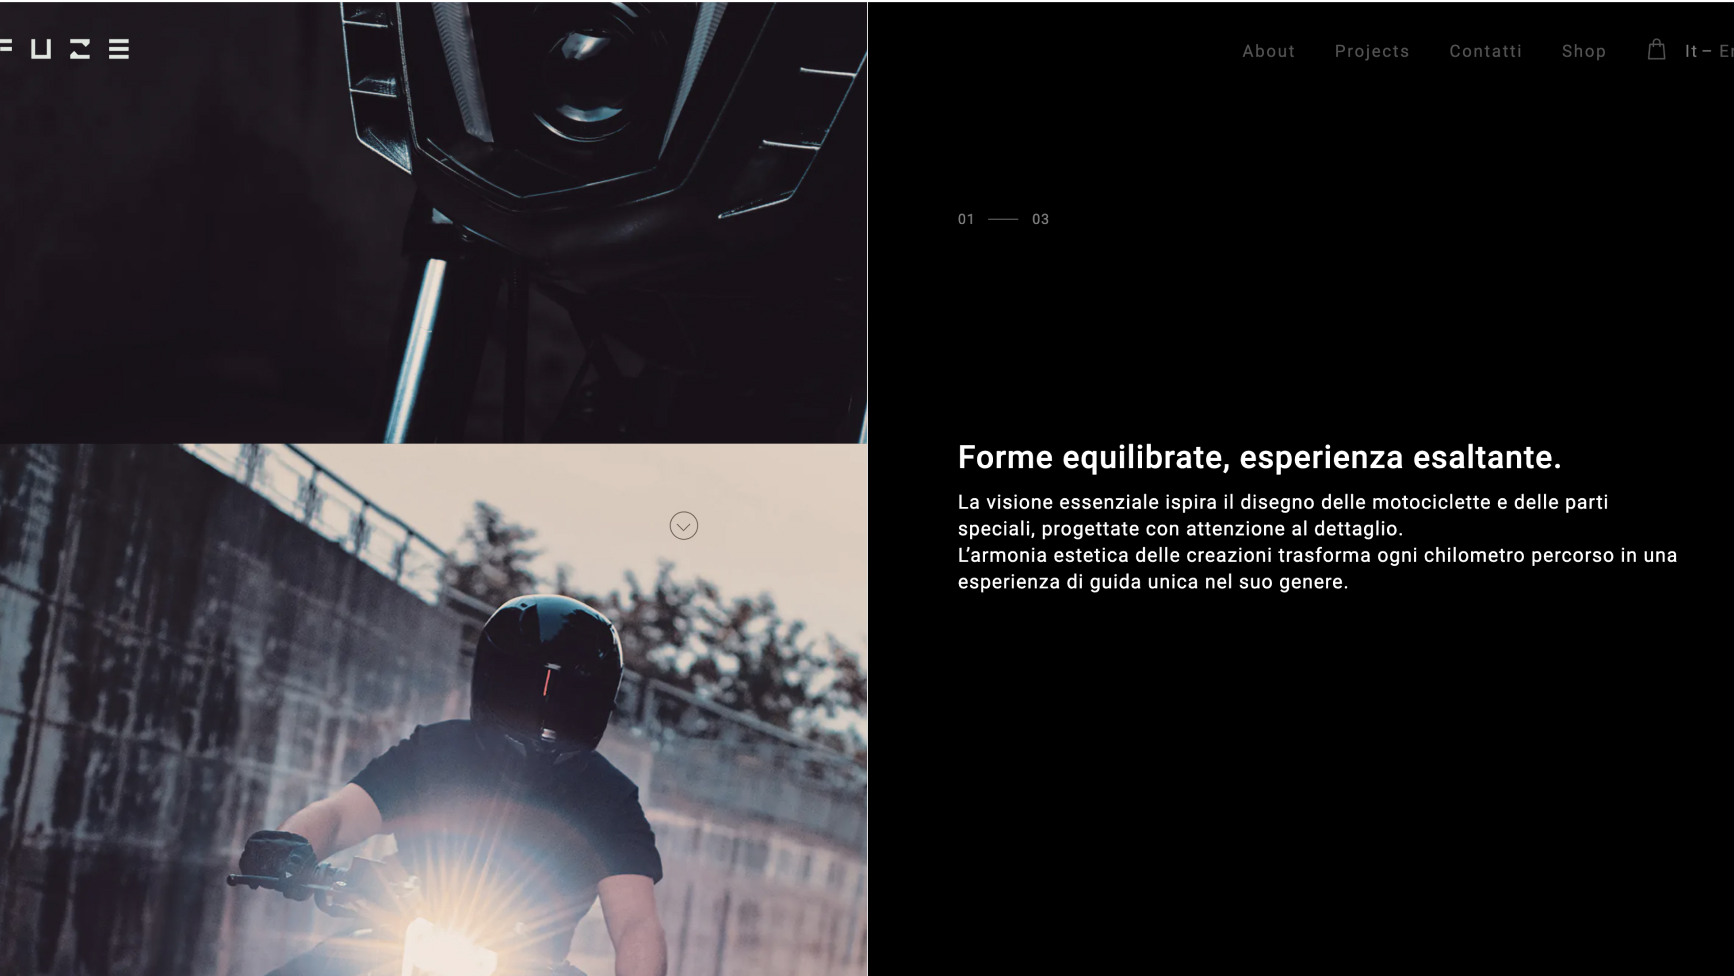 FUZE
About Projects Contatti Shop It – En
01 — 03
Forme equilibrate, esperienza esaltante.
La visione essenziale ispira il disegno delle motociclette e delle parti
speciali, progettate con attenzione al dettaglio.
L’armonia estetica delle creazioni trasforma ogni chilometro percorso in una
esperienza di guida unica nel suo genere.